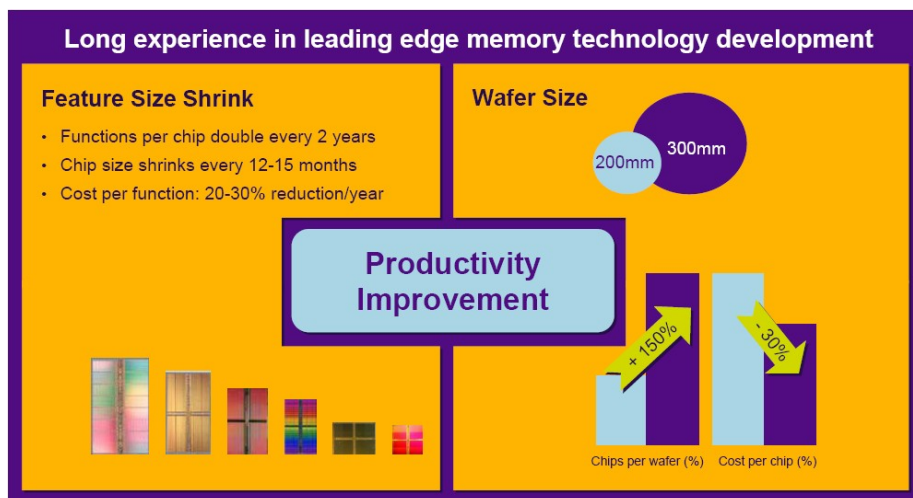 Long experience in leading edge memory technology development
Feature Size Shrink
• Functions per chip double every 2 years
• Chip size shrinks every 12-15 months
• Cost per function: 20-30% reduction/year
Wafer Size
200mm
300mm
Productivity
Improvement
+ 150%
- 30%
Chips per wafer (%)
Cost per chip (%)